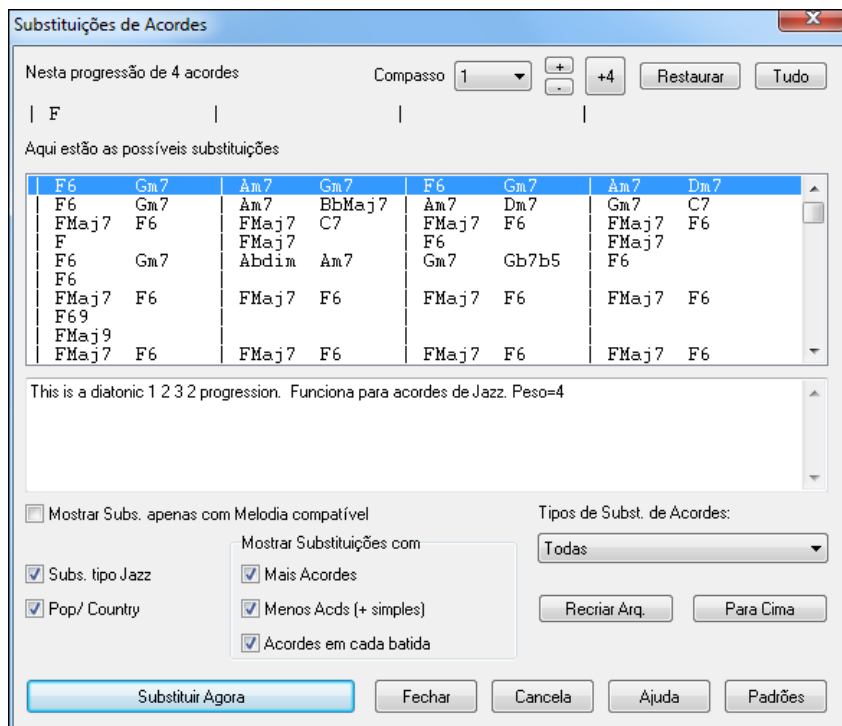 Substituições de Acordes
Nesta progressão de 4 acordes Compasso 1 + - +4 Restaurar Tudo
| F | | |
Aqui estão as possíveis substituições
| F6 Gm7 | Am7 Gm7 | F6 Gm7 | Am7 Dm7
| F6 Gm7 | Am7 BbMaj7 | Am7 Dm7 | Gm7 C7
| FMaj7 F6 | FMaj7 C7 | FMaj7 F6 | FMaj7 F6
| F | FMaj7 | F6 | FMaj7
| F6 Gm7 | Abdim Am7 | Gm7 Gb7b5 | F6
| F6 | | |
| FMaj7 F6 | FMaj7 F6 | FMaj7 F6 | FMaj7 F6
| F69 | | |
| FMaj9 | | |
| FMaj7 F6 | FMaj7 F6 | FMaj7 F6 | FMaj7 F6
This is a diatonic 1 2 3 2 progression. Funciona para acordes de Jazz. Peso=4
Mostrar Subs. apenas com Melodia compatível
Tipos de Subst. de Acordes:
Mostrar Substituições com
Todas
Subs. tipo Jazz
Mais Acordes
Pop/ Country
Menos Acds (+ simples)
Recriar Arq. Para Cima
Acordes em cada batida
Substituir Agora Fechar Cancela Ajuda Padrões